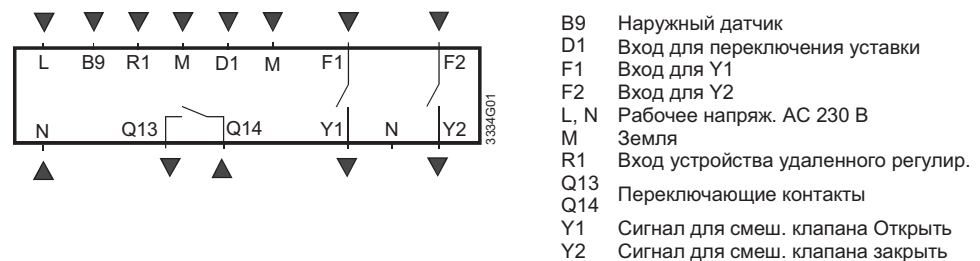 L B9 R1 M D1 M F1 F2
N Q13 Q14 Y1 N Y2
3334G01
B9 Наружный датчик
D1 Вход для переключения уставки
F1 Вход для Y1
F2 Вход для Y2
L, N Рабочее напряж. AC 230 В
M Земля
R1 Вход устройства удаленного регулир.
Q13
Q14 Переключающие контакты
Y1 Сигнал для смеш. клапана Открыть
Y2 Сигнал для смеш. клапана закрыть